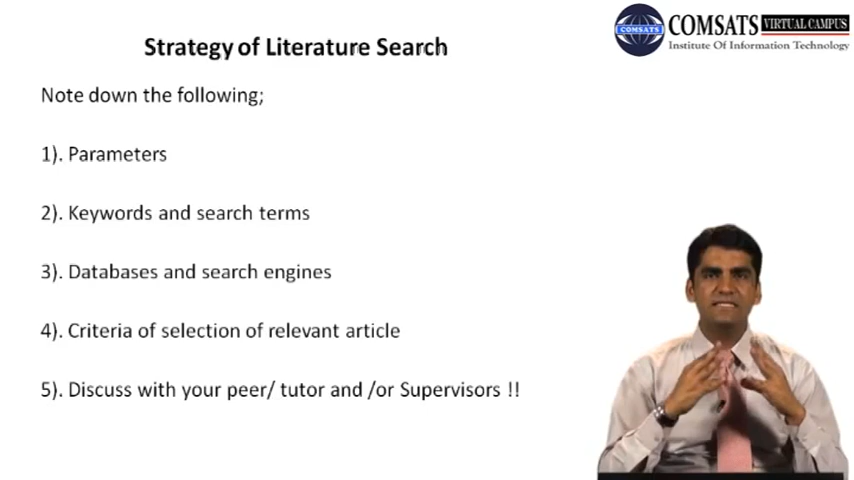 COMSATS VIRTUAL CAMPUS
COMSATS
Institute Of Information Technology
Strategy of Literature Search
Note down the following;
1). Parameters
2). Keywords and search terms
3). Databases and search engines
4). Criteria of selection of relevant article
5). Discuss with your peer/ tutor and /or Supervisors !!